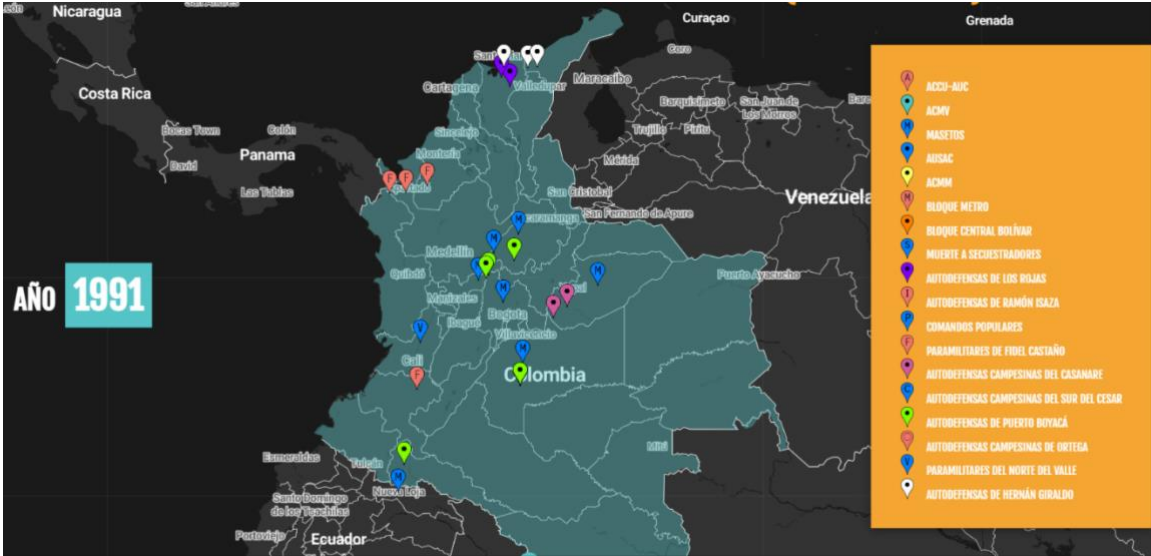 Nicaragua
Curaçao
Grenada
Costa Rica
Bocas Town
Colón
David
Panama
Las Tablas
Coro
Maracaibo
Barquisimeto
San Juan de
Los Morros
Trujillo
Píritu
Mérida
San Cristobal
San Fernando de Apure
Venezuela
Puerto Ayacucho
Valledupar
Cartagena
Sincelejo
Montería
Medellín
Quibdó
Manizales
Bogota
Ibagué
Villavicencio
Cali
Colombia
Mitú
Tulcán
Esmeraldas
Nueva Loja
Santo Domingo
de los Tsachilas
Portoviejo
Ecuador
AÑO 1991
A ACCU-AUC
ACMV
M MASETOS
AUSAC
ACMM
M BLOQUE METRO
BLOQUE CENTRAL BOLÍVAR
S MUERTE A SECUESTRADORES
AUTODEFENSAS DE LOS ROJAS
I AUTODEFENSAS DE RAMÓN ISAZA
P COMANDOS POPULARES
F PARAMILITARES DE FIDEL CASTAÑO
AUTODEFENSAS CAMPESINAS DEL CASANARE
C AUTODEFENSAS CAMPESINAS DEL SUR DEL CESAR
AUTODEFENSAS DE PUERTO BOYACÁ
O AUTODEFENSAS CAMPESINAS DE ORTEGA
V PARAMILITARES DEL NORTE DEL VALLE
AUTODEFENSAS DE HERNÁN GIRALDO